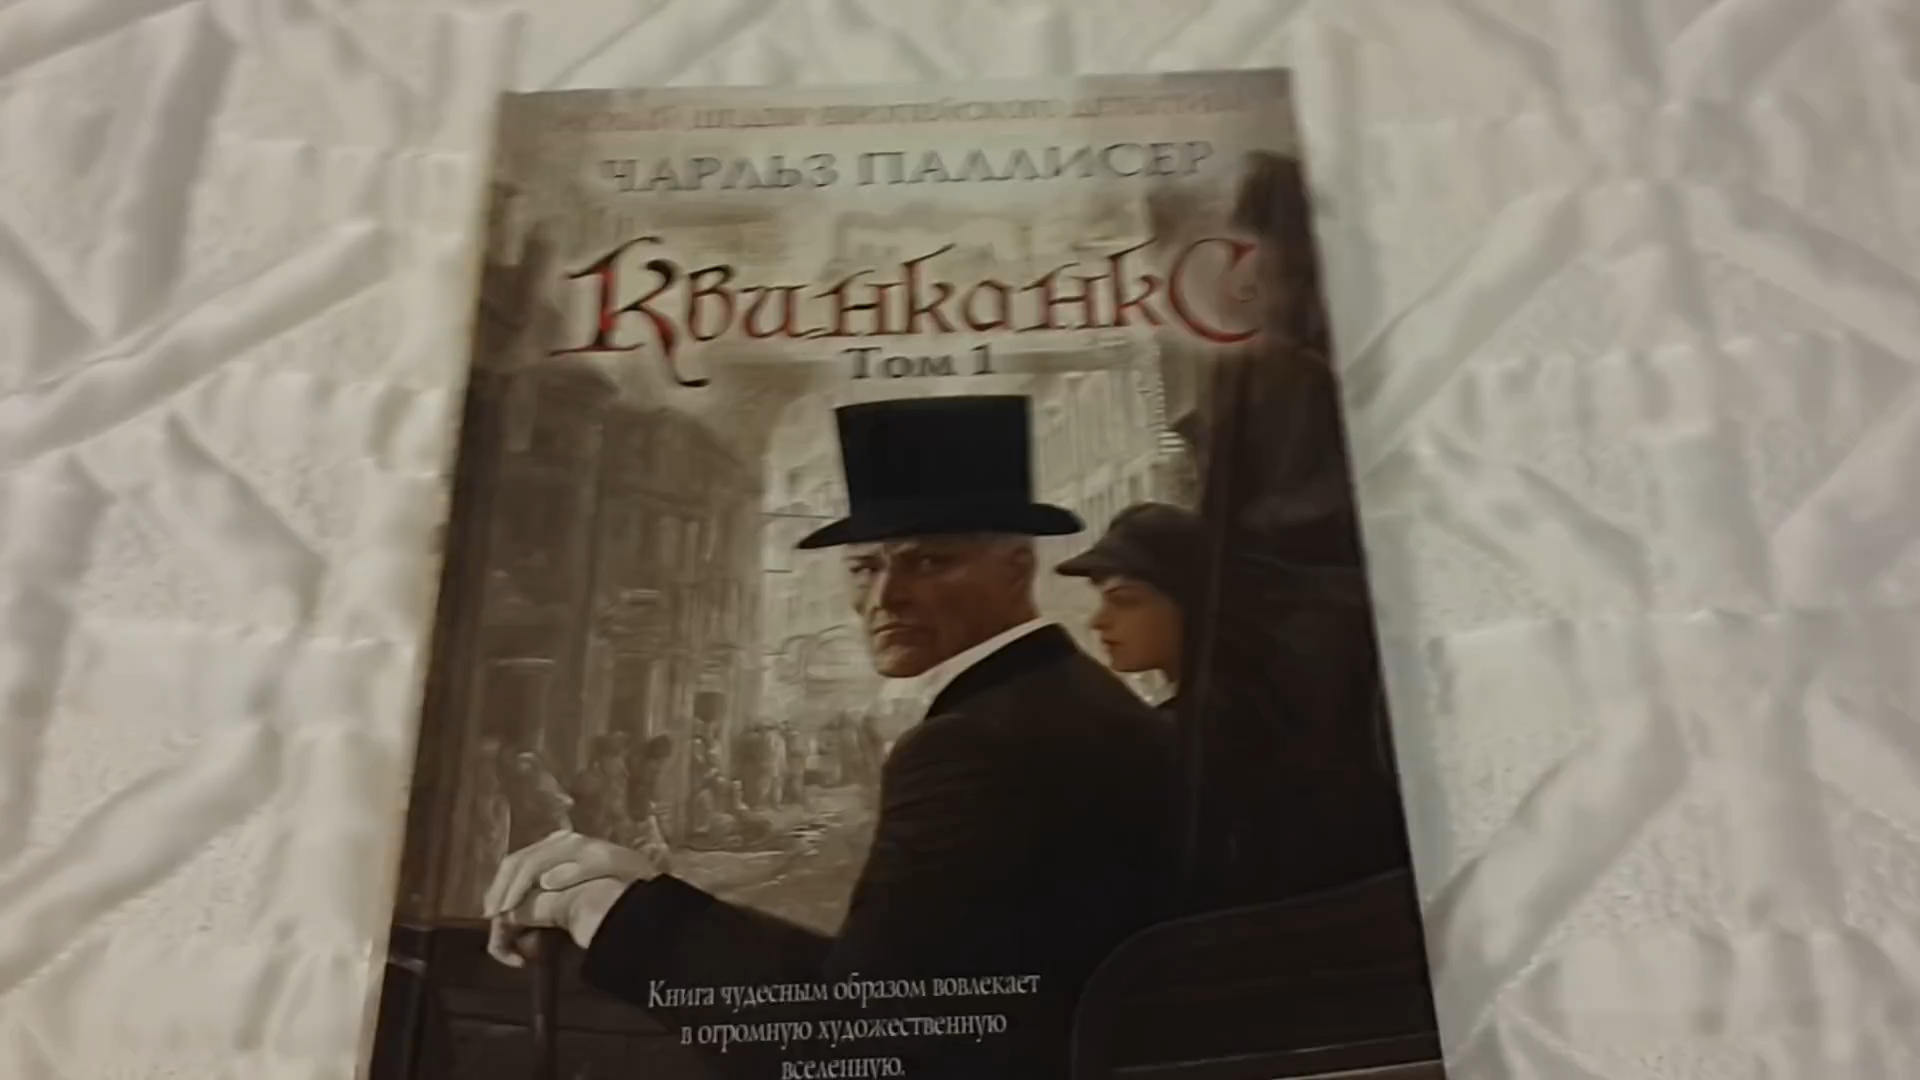 ЧАРЛЬЗ ПАЛЛИСЕР
Квинканкс
Том 1
Книга чудесным образом вовлекает
в огромную художественную
вселенную.